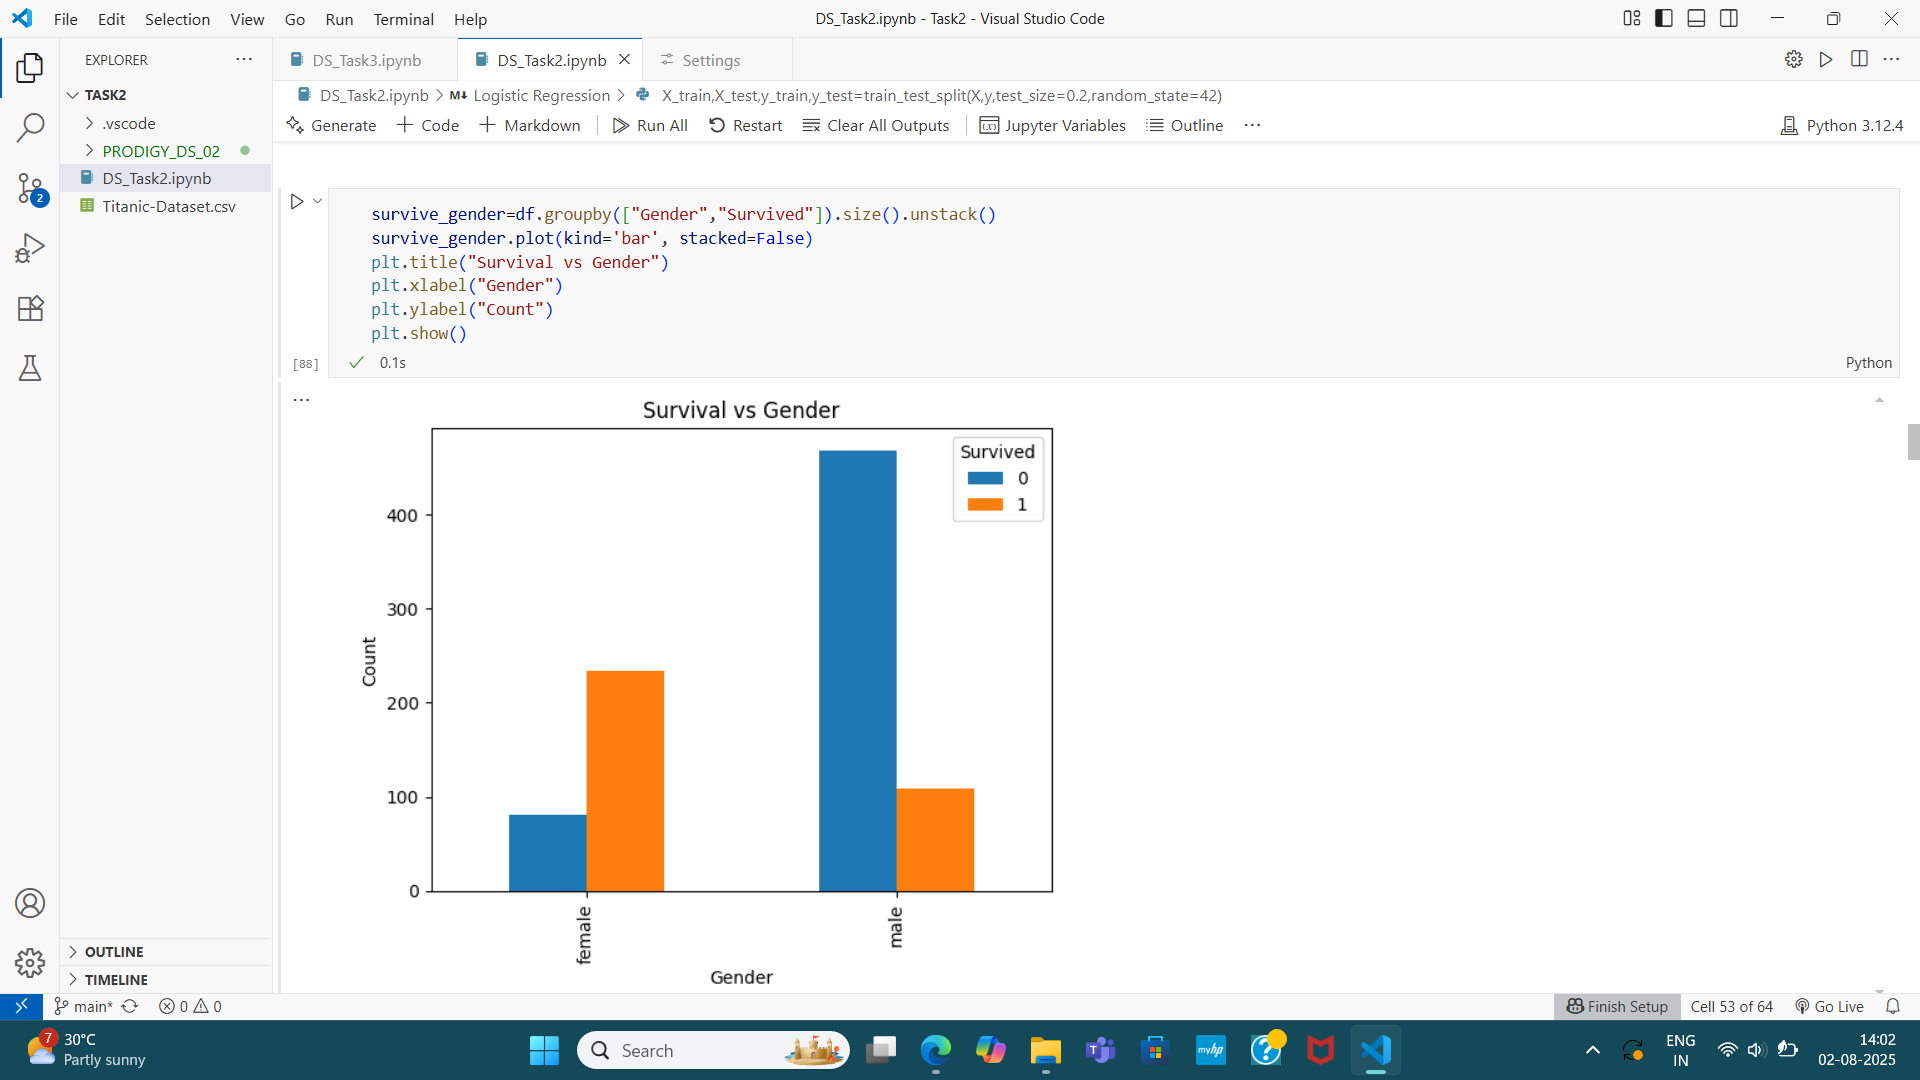 File Edit Selection View Go Run Terminal Help
DS_Task2.ipynb - Task2 - Visual Studio Code
EXPLORER
TASK2
.vscode
PRODIGY_DS_02
DS_Task2.ipynb
Titanic-Dataset.csv
2
OUTLINE
TIMELINE
DS_Task3.ipynb
DS_Task2.ipynb
Settings
DS_Task2.ipynb > M↓ Logistic Regression > X_train,X_test,y_train,y_test=train_test_split(X,y,test_size=0.2,random_state=42)
Generate + Code + Markdown Run All Restart Clear All Outputs Jupyter Variables Outline ...
Python 3.12.4
survive_gender=df.groupby(["Gender","Survived"]).size().unstack()
survive_gender.plot(kind='bar', stacked=False)
plt.title("Survival vs Gender")
plt.xlabel("Gender")
plt.ylabel("Count")
plt.show()
[88]
0.1s
Python
Survival vs Gender
Survived
0
1
400
300
200
100
0
Count
female
male
Gender
main*
0
0
Finish Setup
Cell 53 of 64
Go Live
7
30°C
Partly sunny
Search
myhp
ENG
IN
14:02
02-08-2025